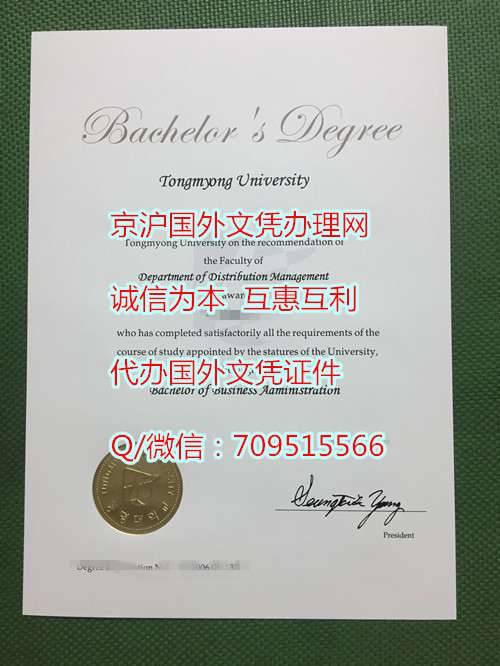 Bachelor's Degree
Tongmyong University
京沪国外文凭办理网
Tongmyong University on the recommendation of
the Faculty of
Department of Distribution Management
诚信为本 互惠互利
award
who has completed satisfactorily all the requirements of the
course of study appointed by the statures of the University,
代办国外文凭证件
Bachelor of Business Aaministration
Q/微信：709515566
President
Degree